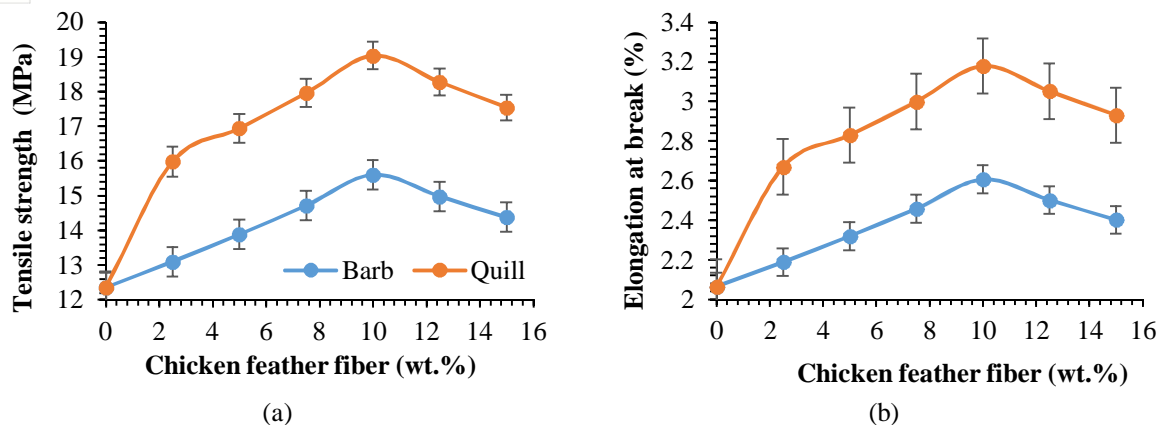 Tensile strength (MPa)
20
19
18
17
16
15
14
13
12
Barb
Quill
0 2 4 6 8 10 12 14 16
Chicken feather fiber (wt.%)
(a)
Elongation at break (%)
3.4
3.2
3
2.8
2.6
2.4
2.2
2
0 2 4 6 8 10 12 14 16
Chicken feather fiber (wt.%)
(b)